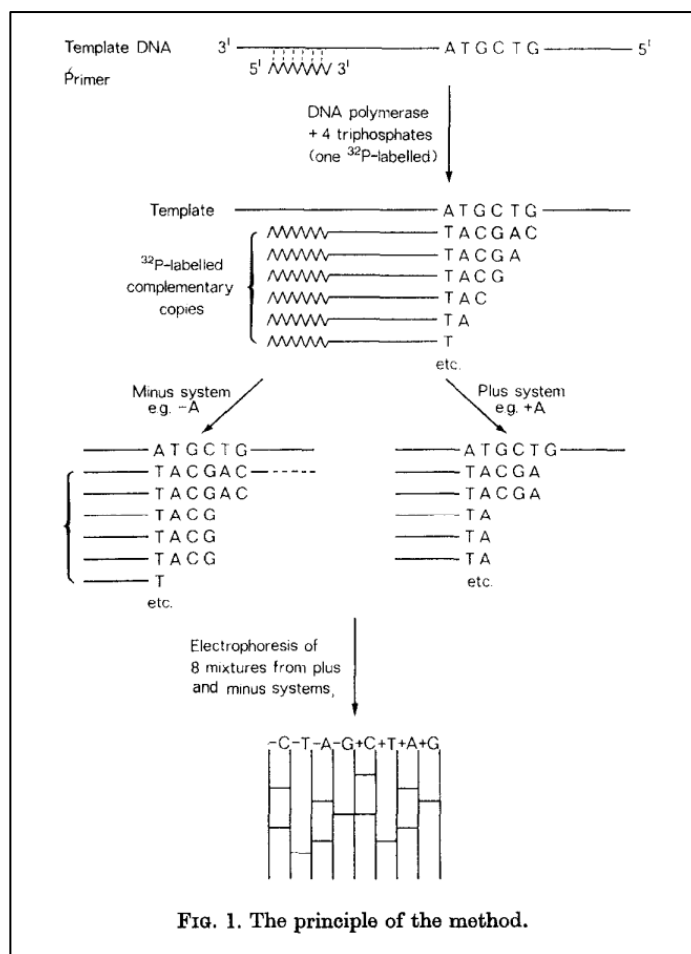 Template DNA 3' ATGCTG 5'
Primer 5' 3'
DNA polymerase
+ 4 triphosphates
(one ³²P-labelled)
Template ATGCTG
TACGAC
³²P-labelled
complementary
copies
TACGA
TACG
TAC
TA
T
etc.
Minus system
e.g. -A
Plus system
e.g. +A
ATGCTG
TACGAC
TACGAC
TACG
TACG
TACG
T
etc.
ATGCTG
TACGA
TACGA
TA
TA
TA
etc.
Electrophoresis of
8 mixtures from plus
and minus systems,
-C-T-A-G+C+T+A+G
FIG. 1. The principle of the method.